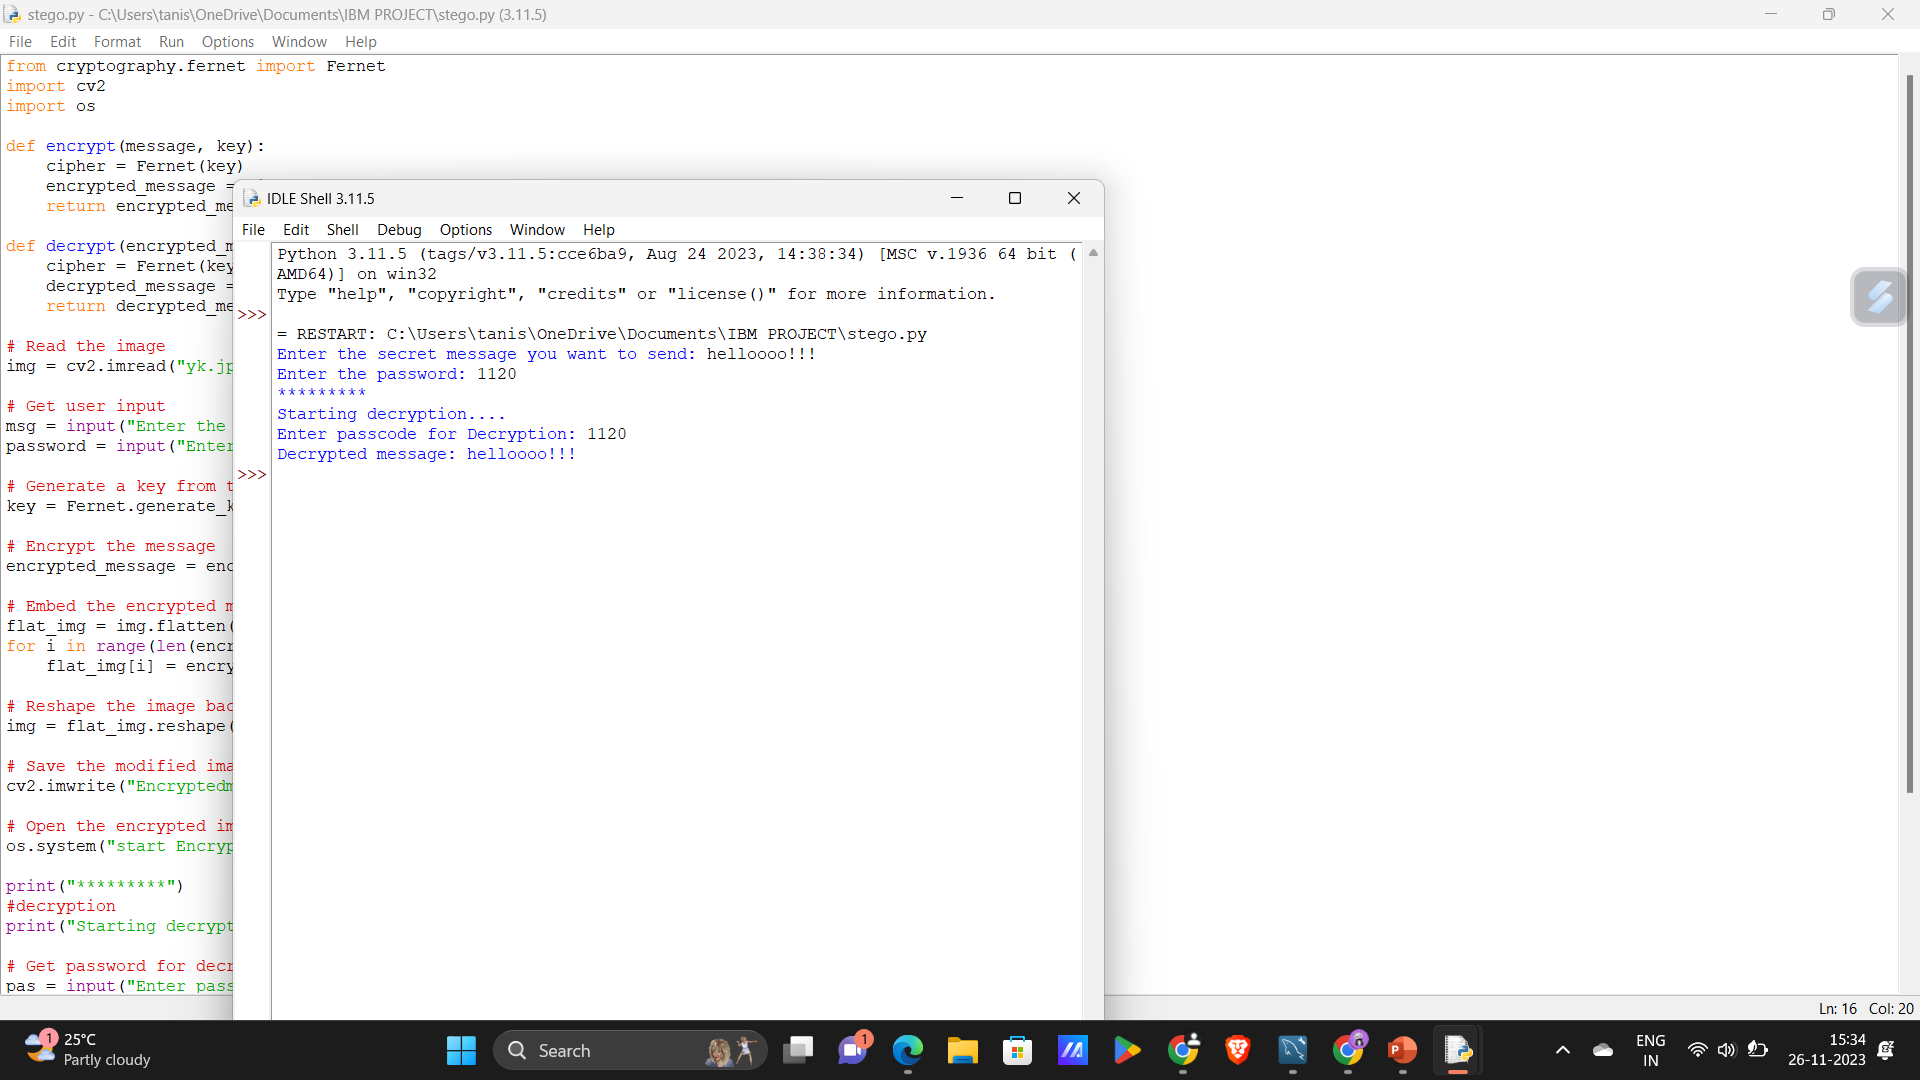 stego.py - C:\Users\tanis\OneDrive\Documents\IBM PROJECT\stego.py (3.11.5)
File Edit Format Run Options Window Help
from cryptography.fernet import Fernet
import cv2
import os
def encrypt(message, key):
cipher = Fernet(key)
encrypted_message =
return encrypted_me
def decrypt(encrypted_m
cipher = Fernet(key
decrypted_message =
return decrypted_me
# Read the image
img = cv2.imread("yk.jp
# Get user input
msg = input("Enter the
password = input("Enter
# Generate a key from t
key = Fernet.generate_k
# Encrypt the message
encrypted_message = enc
# Embed the encrypted m
flat_img = img.flatten(
for i in range(len(encr
flat_img[i] = encry
# Reshape the image bac
img = flat_img.reshape(
# Save the modified ima
cv2.imwrite("Encryptedm
# Open the encrypted im
os.system("start Encryp
print("*********")
#decryption
print("Starting decrypt
# Get password for decr
pas = input("Enter pass
IDLE Shell 3.11.5
File Edit Shell Debug Options Window Help
Python 3.11.5 (tags/v3.11.5:cce6ba9, Aug 24 2023, 14:38:34) [MSC v.1936 64 bit (
AMD64)] on win32
Type "help", "copyright", "credits" or "license()" for more information.
>>>
= RESTART: C:\Users\tanis\OneDrive\Documents\IBM PROJECT\stego.py
Enter the secret message you want to send: helloooo!!!
Enter the password: 1120
*********
Starting decryption....
Enter passcode for Decryption: 1120
Decrypted message: helloooo!!!
>>>
Ln: 16 Col: 20
1
25°C
Partly cloudy
Search
1
P
ENG
IN
15:34
26-11-2023